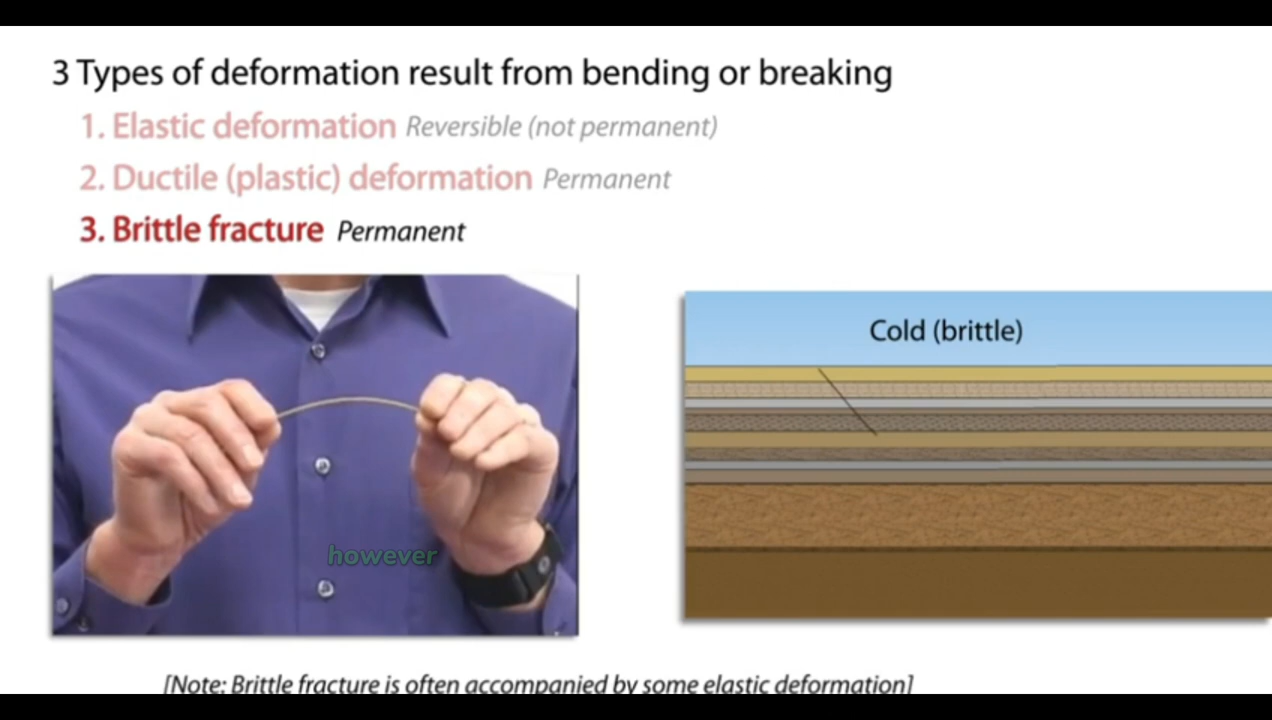 3 Types of deformation result from bending or breaking
1. Elastic deformation Reversible (not permanent)
2. Ductile (plastic) deformation Permanent
3. Brittle fracture Permanent
Cold (brittle)
however
[Note: Brittle fracture is often accompanied by some elastic deformation]